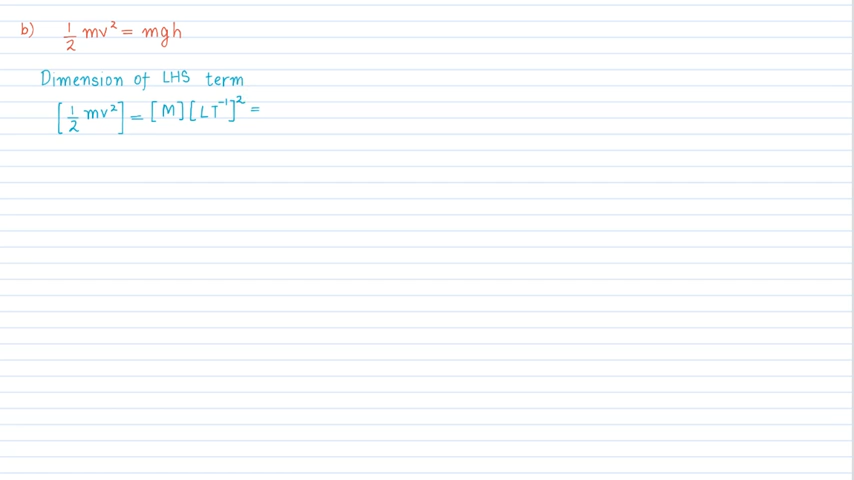 b) 1/2 mv² = mgh
Dimension of LHS term
[1/2 mv²] = [M][LT⁻¹]² =